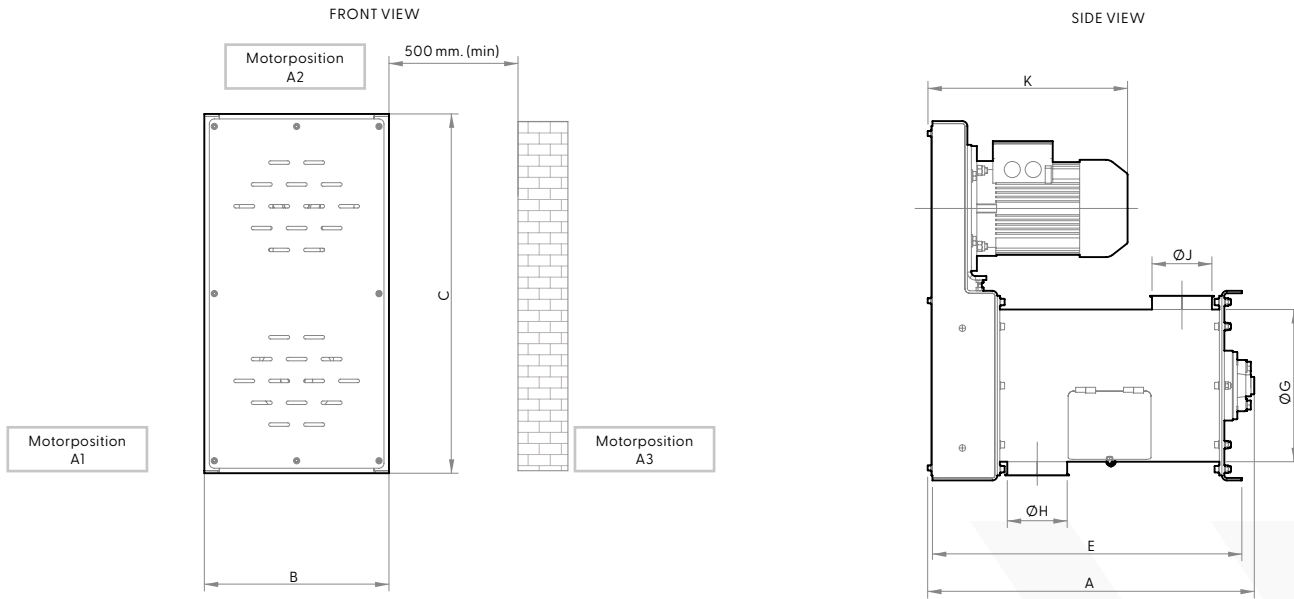 FRONT VIEW
SIDE VIEW
Motorposition
A2
500 mm. (min)
K
C
ØJ
ØG
Motorposition
A1
Motorposition
A3
ØH
E
B
A